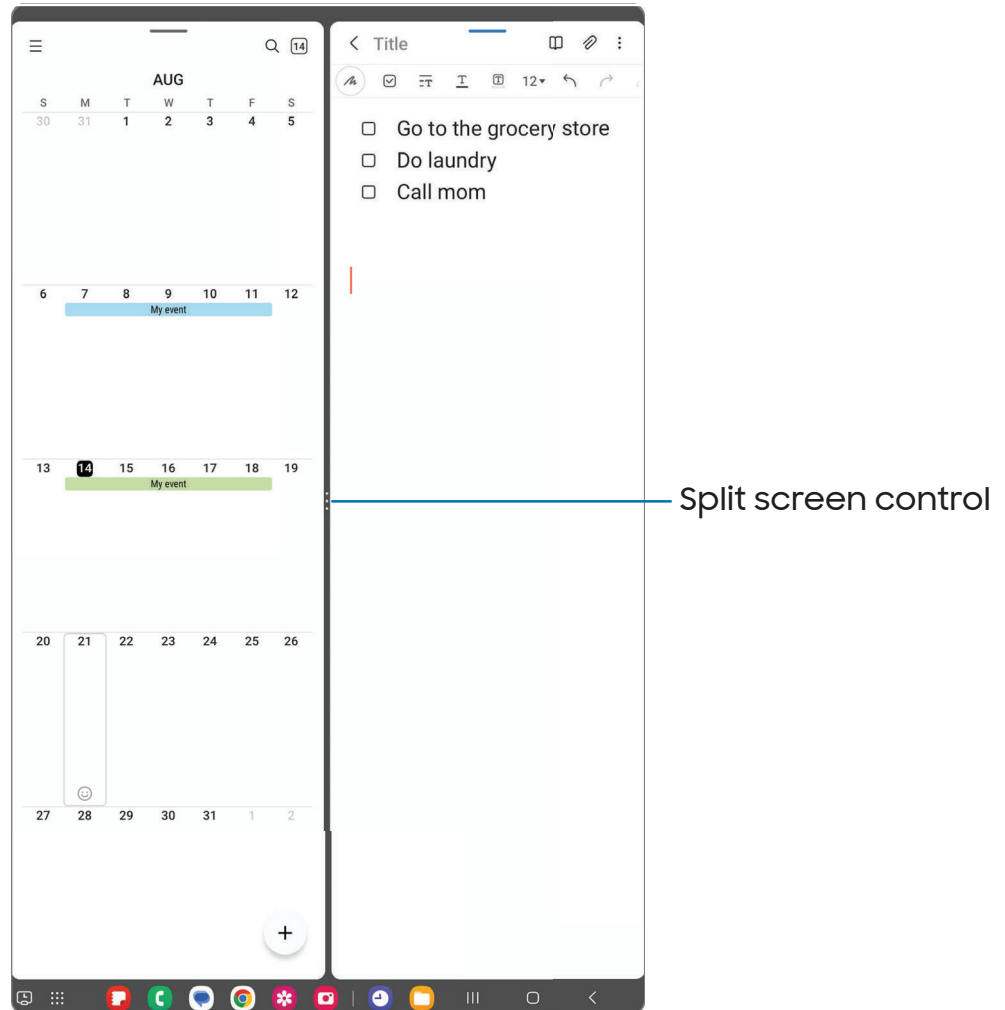 14
AUG
S M T W T F S
30 31 1 2 3 4 5
6 7 8 9 10 11 12
My event
13 14 15 16 17 18 19
My event
20 21 22 23 24 25 26
27 28 29 30 31 1 2
Title
12
Go to the grocery store
Do laundry
Call mom
Split screen control